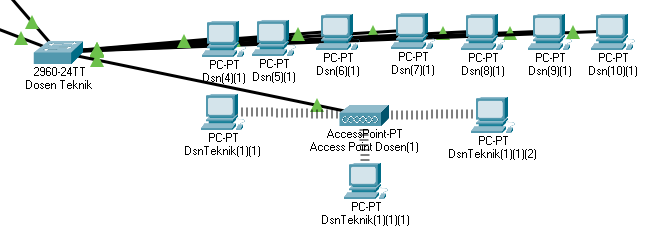 2960-24TT
Dosen Teknik
PC-PT
Dsn(4)(1)
PC-PT
Dsn(5)(1)
PC-PT
Dsn(6)(1)
PC-PT
Dsn(7)(1)
PC-PT
Dsn(8)(1)
PC-PT
Dsn(9)(1)
PC-PT
Dsn(10)(1)
PC-PT
DsnTeknik(1)(1)
AccessPoint-PT
Access Point Dosen(1)
PC-PT
DsnTeknik(1)(1)(2)
PC-PT
DsnTeknik(1)(1)(1)